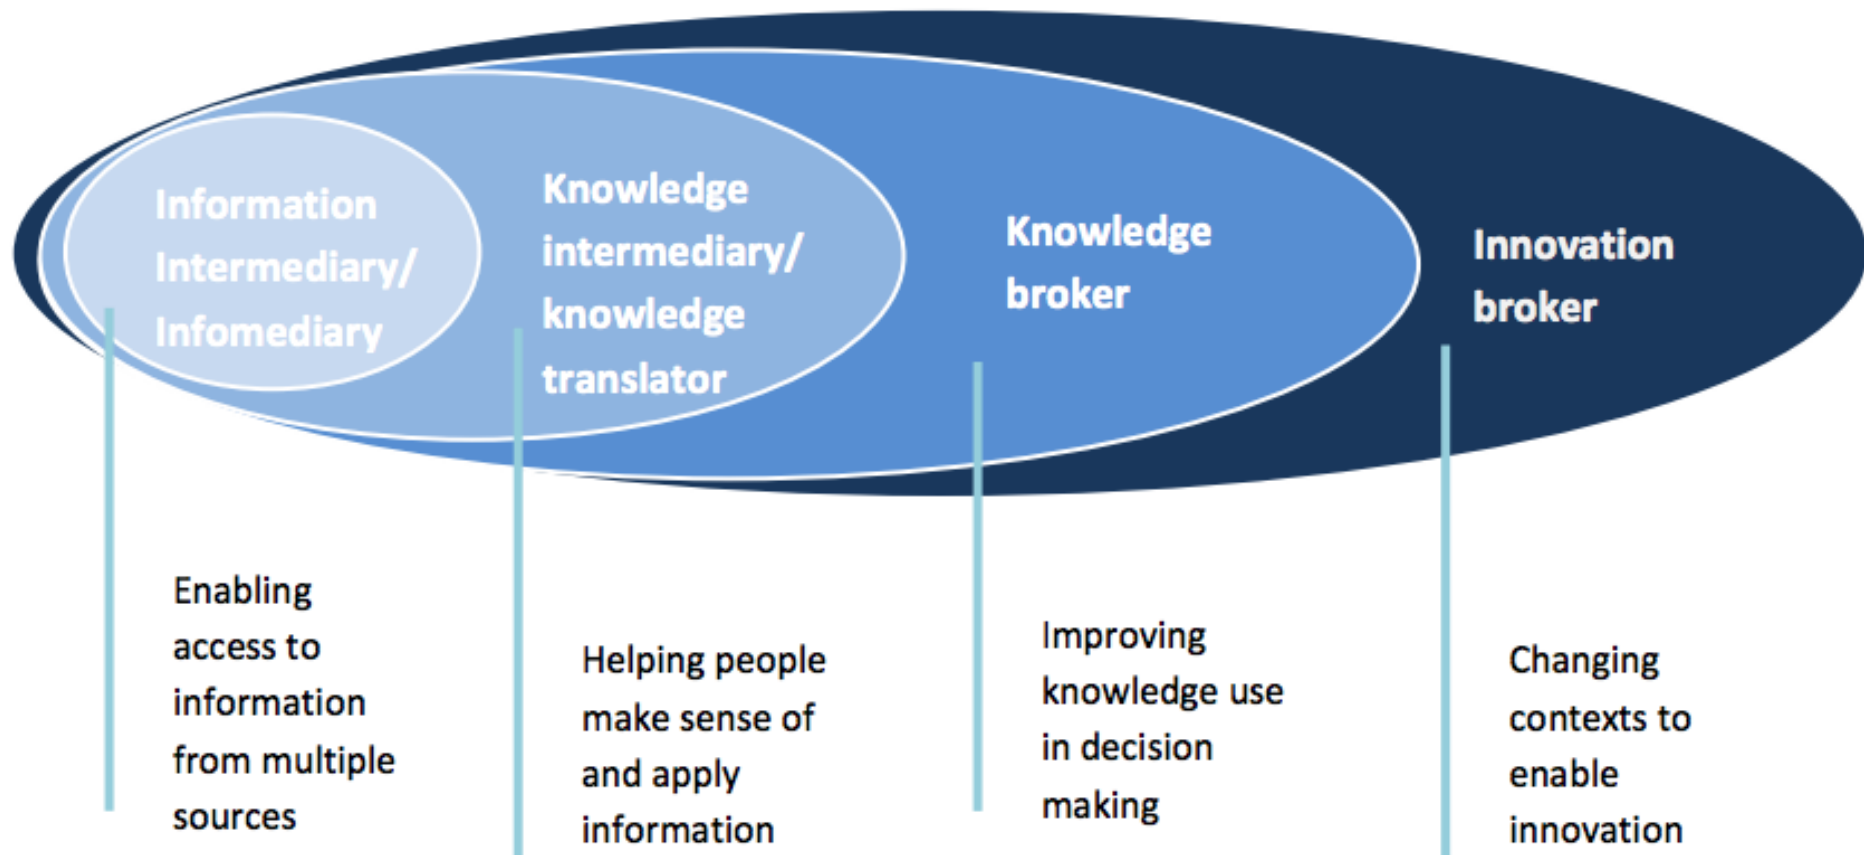 Information
Intermediary/
Infomediary
Knowledge
intermediary/
knowledge
translator
Knowledge
broker
Innovation
broker
Enabling
access to
information
from multiple
sources
Helping people
make sense of
and apply
information
Improving
knowledge use
in decision
making
Changing
contexts to
enable
innovation